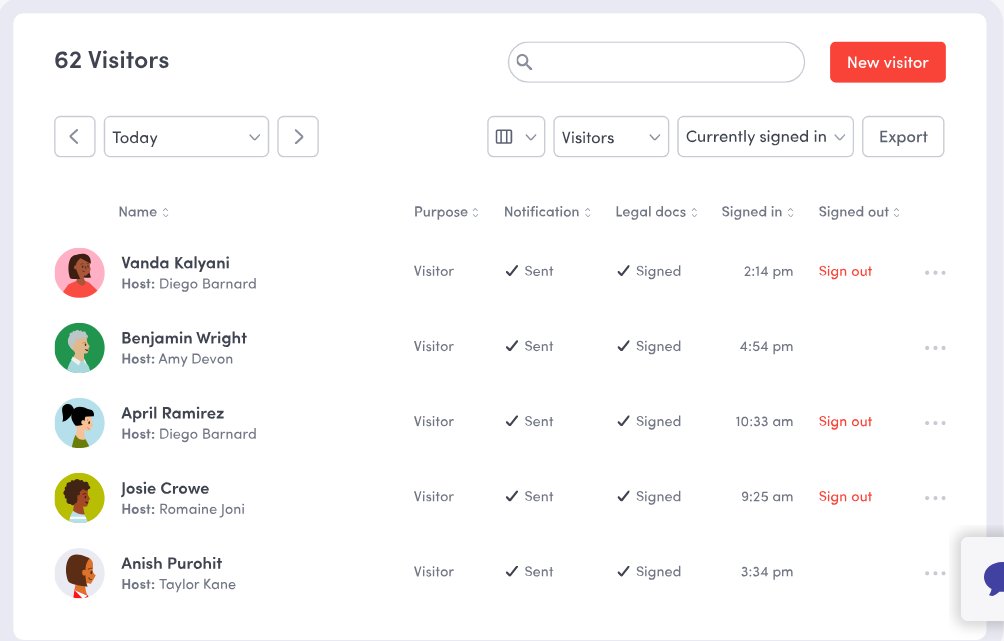 62 Visitors
New visitor
Today
Visitors
Currently signed in
Export
Name Purpose Notification Legal docs Signed in Signed out
Vanda Kalyani
Host: Diego Barnard
Visitor Sent Signed 2:14 pm Sign out
Benjamin Wright
Host: Amy Devon
Visitor Sent Signed 4:54 pm
April Ramirez
Host: Diego Barnard
Visitor Sent Signed 10:33 am Sign out
Josie Crowe
Host: Romaine Joni
Visitor Sent Signed 9:25 am Sign out
Anish Purohit
Host: Taylor Kane
Visitor Sent Signed 3:34 pm